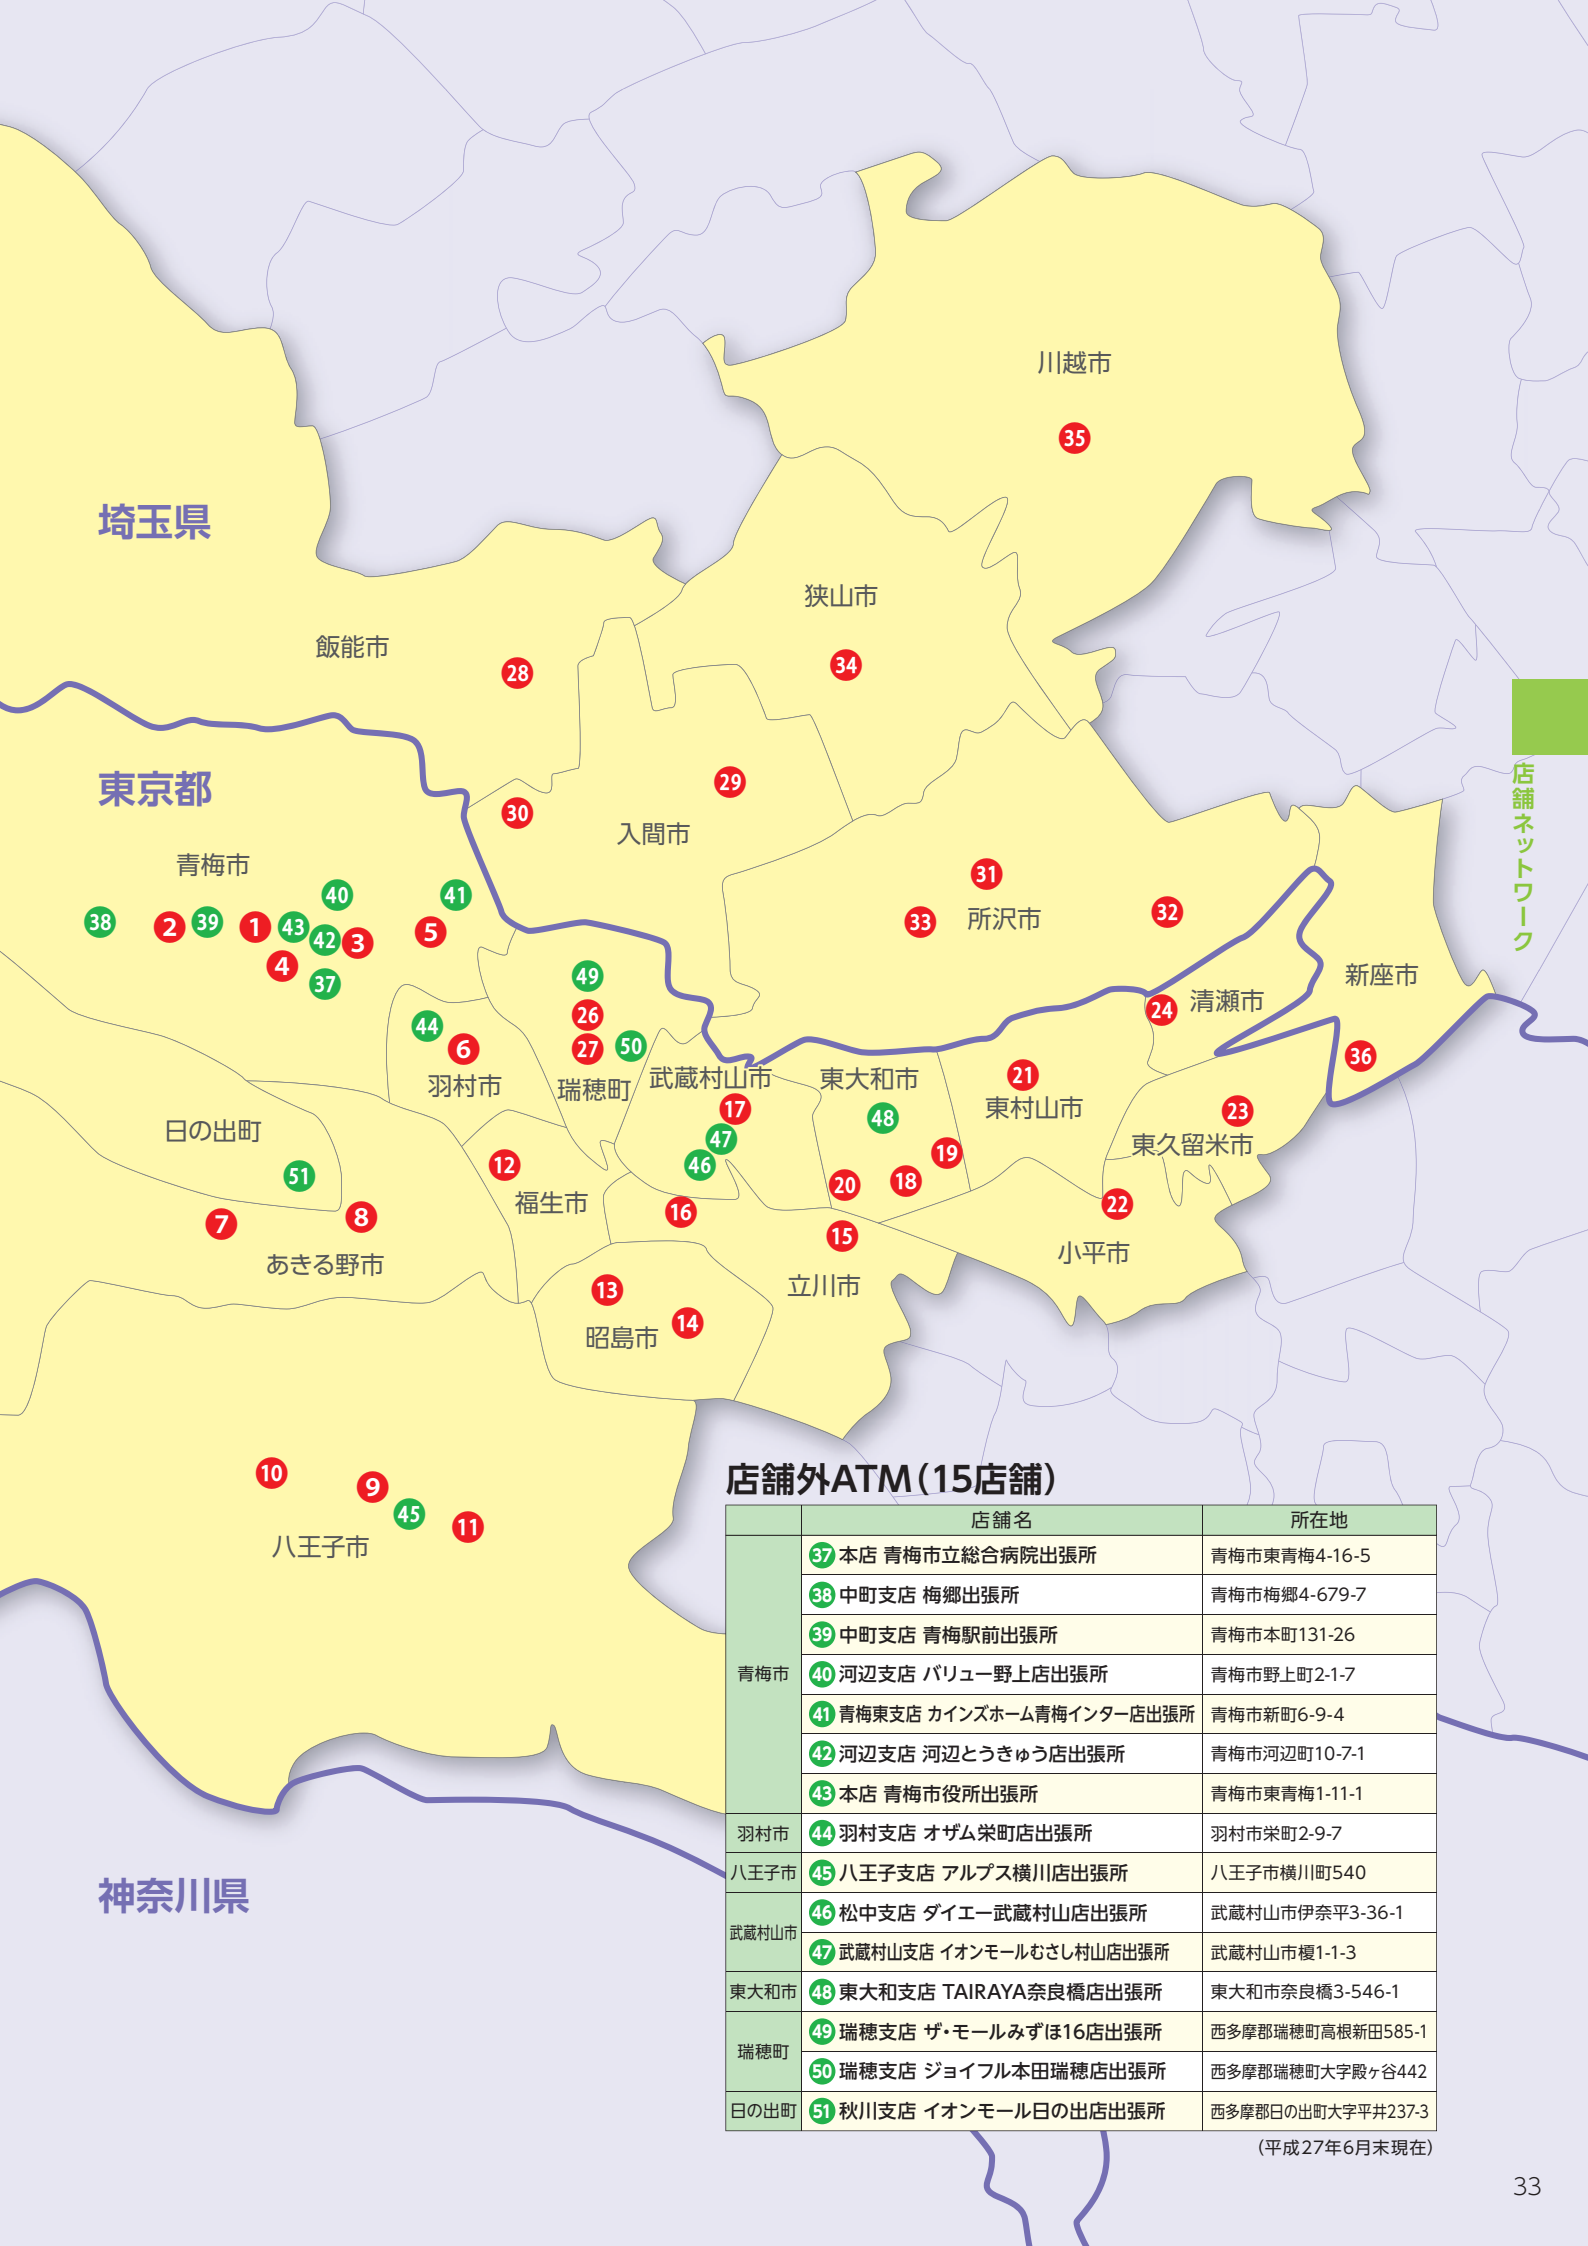 川越市
35
埼玉県
狭山市
34
飯能市
28
29
30
入間市
東京都
青梅市
40
41
38
2
39
1
43
42
3
5
4
37
31
33
所沢市
32
店舗ネットワーク
新座市
清瀬市
24
36
49
26
27
50
瑞穂町
44
6
羽村市
武蔵村山市
17
47
46
東大和市
48
19
18
20
21
東村山市
23
東久留米市
22
小平市
日の出町
51
7
8
あきる野市
12
福生市
16
15
立川市
13
14
昭島市
10
9
45
11
八王子市
神奈川県
店舗外ATM（15店舗）
店舗名 所在地
青梅市
37 本店 青梅市立総合病院出張所 青梅市東青梅4-16-5
38 中町支店 梅郷出張所 青梅市梅郷4-679-7
39 中町支店 青梅駅前出張所 青梅市本町131-26
40 河辺支店 バリュー野上店出張所 青梅市野上町2-1-7
41 青梅東支店 カインズホーム青梅インター店出張所 青梅市新町6-9-4
42 河辺支店 河辺とうきゅう店出張所 青梅市河辺町10-7-1
43 本店 青梅市役所出張所 青梅市東青梅1-11-1
羽村市 44 羽村支店 オザム栄町店出張所 羽村市栄町2-9-7
八王子市 45 八王子支店 アルプス横川店出張所 八王子市横川町540
武蔵村山市
46 松中支店 ダイエー武蔵村山店出張所 武蔵村山市伊奈平3-36-1
47 武蔵村山支店 イオンモールむさし村山店出張所 武蔵村山市榎1-1-3
東大和市 48 東大和支店 TAIRAYA奈良橋店出張所 東大和市奈良橋3-546-1
瑞穂町
49 瑞穂支店 ザ・モールみずほ16店出張所 西多摩郡瑞穂町高根新田585-1
50 瑞穂支店 ジョイフル本田瑞穂店出張所 西多摩郡瑞穂町大字殿ヶ谷442
日の出町 51 秋川支店 イオンモール日の出店出張所 西多摩郡日の出町大字平井237-3
（平成27年6月末現在）
33